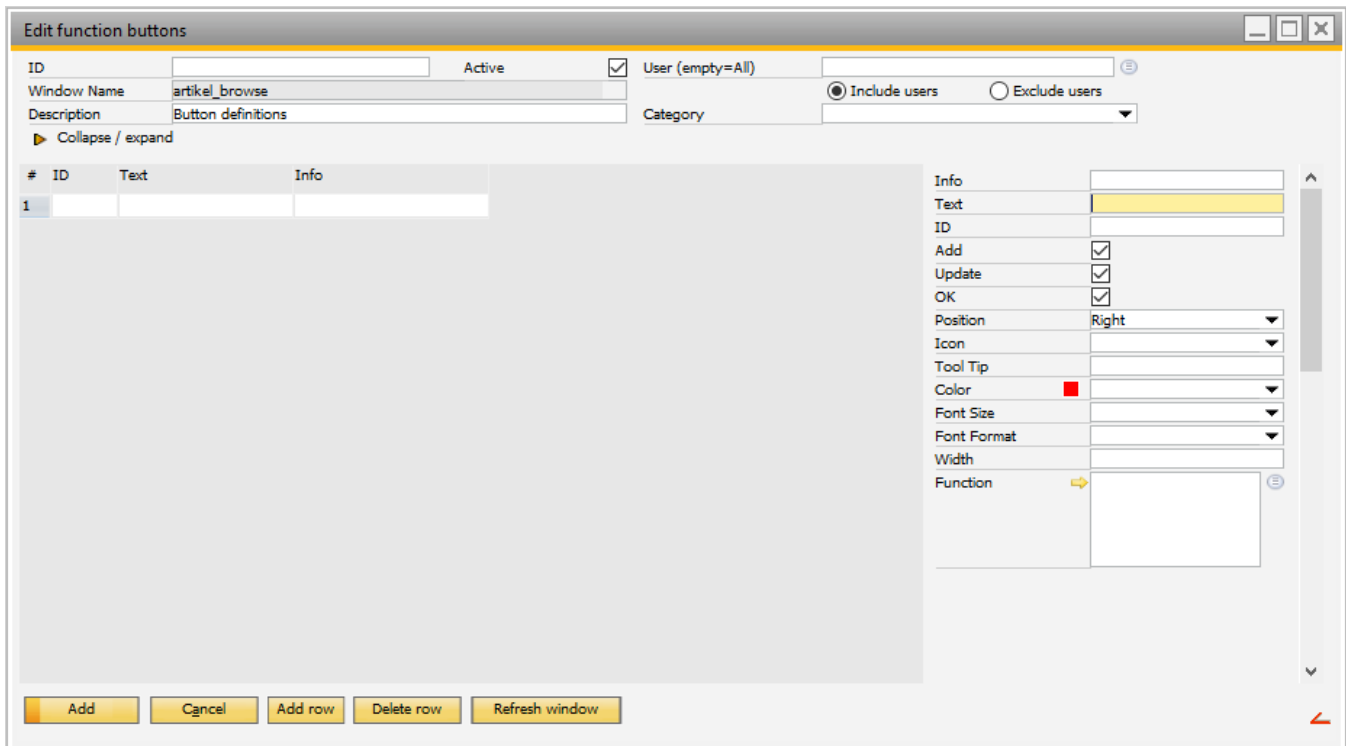 Edit function buttons
ID Active User (empty=All)
Window Name artikel_browse Include users Exclude users
Description Button definitions Category
Collapse / expand
# ID Text Info
1
Info
Text
ID
Add
Update
OK
Position Right
Icon
Tool Tip
Color
Font Size
Font Format
Width
Function
Add Cancel Add row Delete row Refresh window